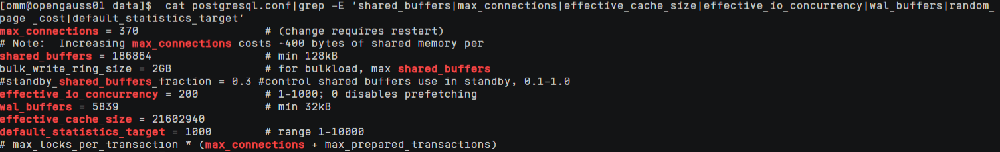 [omm@opengauss01 data]$  cat postgresql.conf|grep -E 'shared_buffers|max_connections|effective_cache_size|effective_io_concurrency|wal_buffers|random_
page _cost|default_statistics_target'
max_connections = 370                   # (change requires restart)
# Note:  Increasing max_connections costs ~400 bytes of shared memory per
shared_buffers = 186864                 # min 128kB
bulk_write_ring_size = 2GB              # for bulkload, max shared_buffers
#standby_shared_buffers_fraction = 0.3 #control shared buffers use in standby, 0.1-1.0
effective_io_concurrency = 200          # 1-1000; 0 disables prefetching
wal_buffers = 5839                      # min 32kB
effective_cache_size = 21602940
default_statistics_target = 1000        # range 1-10000
# max_locks_per_transaction * (max_connections + max_prepared_transactions)